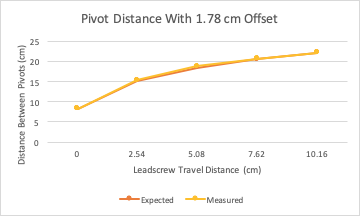 Pivot Distance With 1.78 cm Offset
Distance Between Pivots (cm)
25
20
15
10
5
0
0 2.54 5.08 7.62 10.16
Leadscrew Travel Distance (cm)
Expected Measured